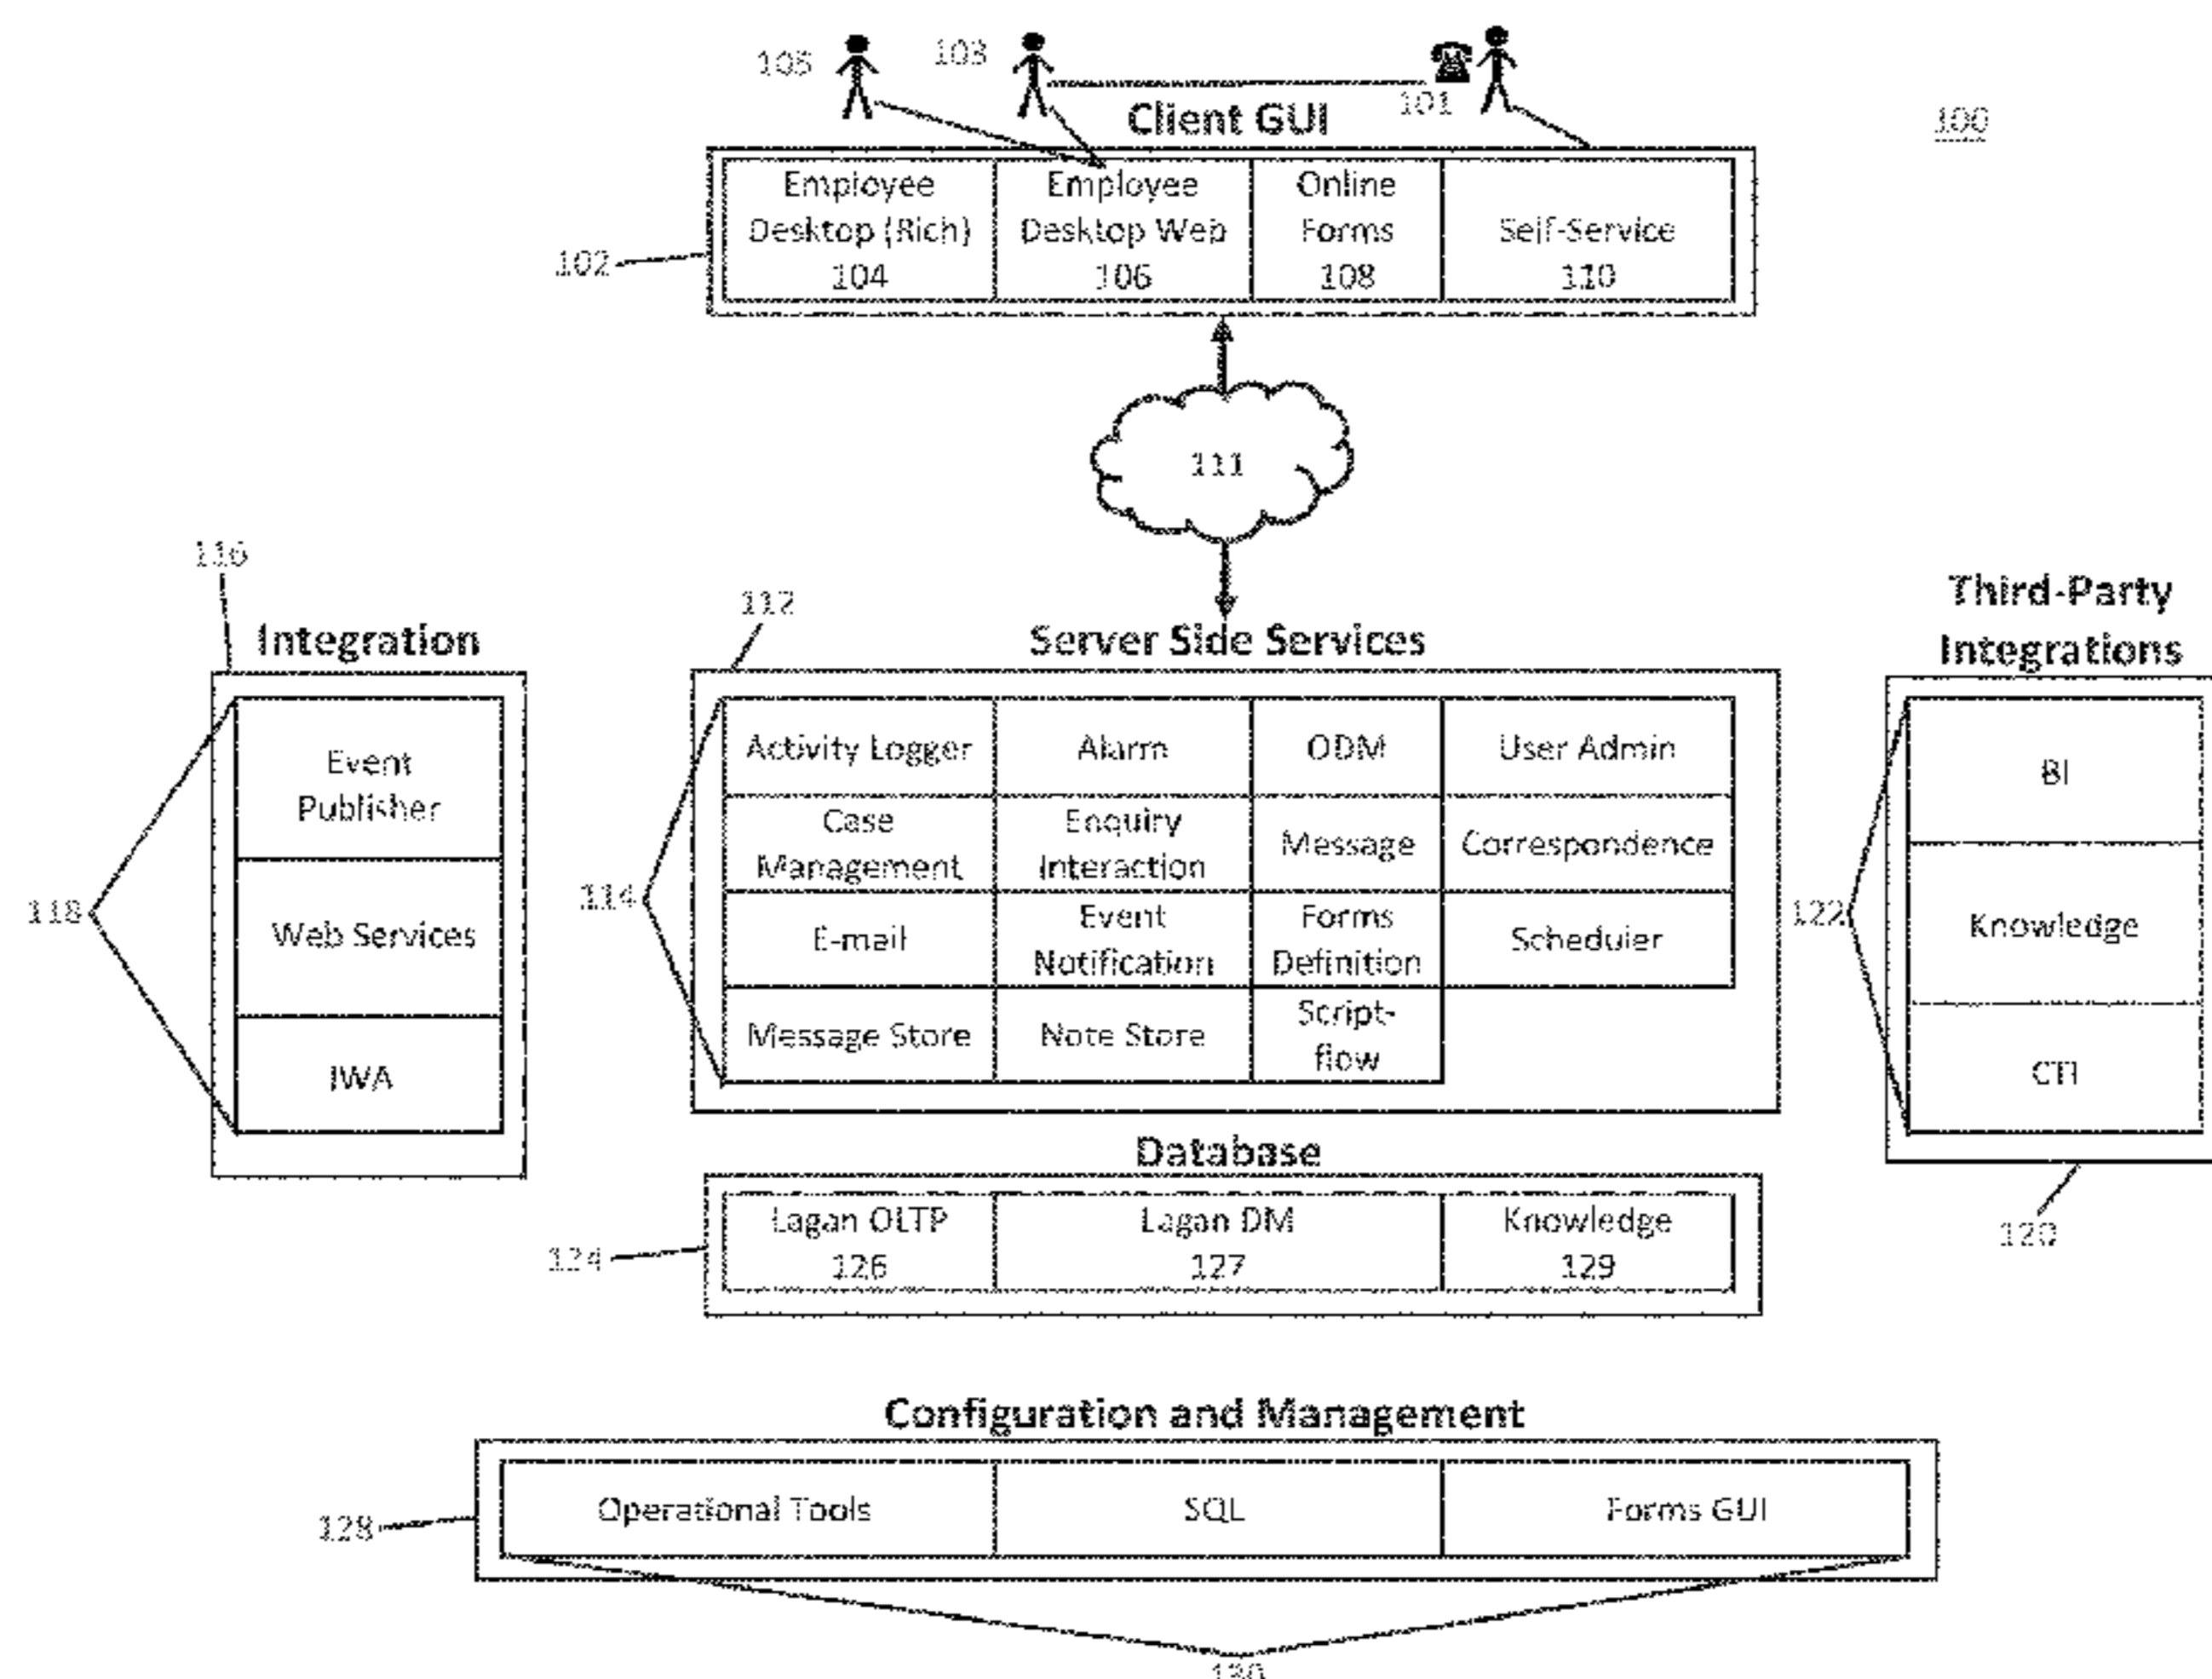 105
103
101
100
Client GUI
102
Employee
Desktop (Rich)
104
Employee
Desktop Web
106
Online
Forms
108
Self-Service
110
111
116
Integration
118
Event
Publisher
Web Services
IWA
112
Server Side Services
114
Activity Logger
Alarm
ODM
User Admin
Case
Management
Enquiry
Interaction
Message
Correspondence
E-mail
Event
Notification
Forms
Definition
Scheduler
Message Store
Note Store
Script-
flow
Third-Party
Integrations
122
BI
Knowledge
CTI
120
Database
124
Lagan OLTP
126
Lagan DM
127
Knowledge
129
Configuration and Management
128
Operational Tools
SQL
Forms GUI
130